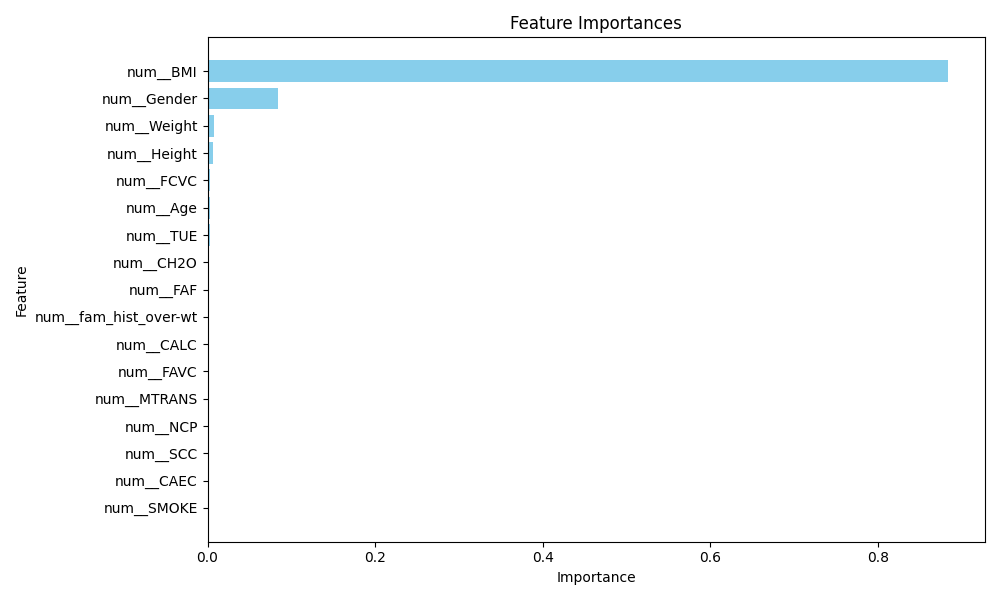 Feature Importances
num__BMI
num__Gender
num__Weight
num__Height
num__FCVC
num__Age
num__TUE
num__CH2O
num__FAF
num__fam_hist_over-wt
num__CALC
num__FAVC
num__MTRANS
num__NCP
num__SCC
num__CAEC
num__SMOKE
Feature
0.0 0.2 0.4 0.6 0.8
Importance